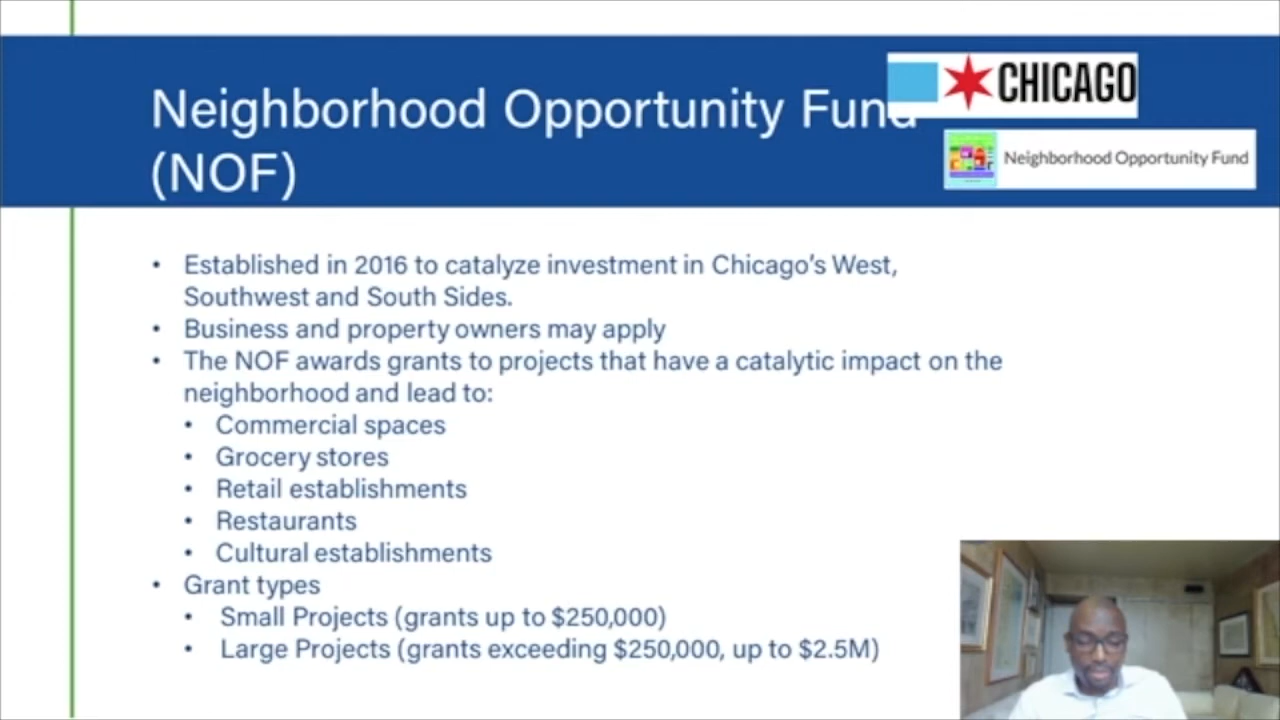 Neighborhood Opportunity Fund
(NOF)
CHICAGO
Neighborhood Opportunity Fund
• Established in 2016 to catalyze investment in Chicago's West,
Southwest and South Sides.
• Business and property owners may apply
• The NOF awards grants to projects that have a catalytic impact on the
neighborhood and lead to:
• Commercial spaces
• Grocery stores
• Retail establishments
• Restaurants
• Cultural establishments
• Grant types
• Small Projects (grants up to $250,000)
• Large Projects (grants exceeding $250,000, up to $2.5M)